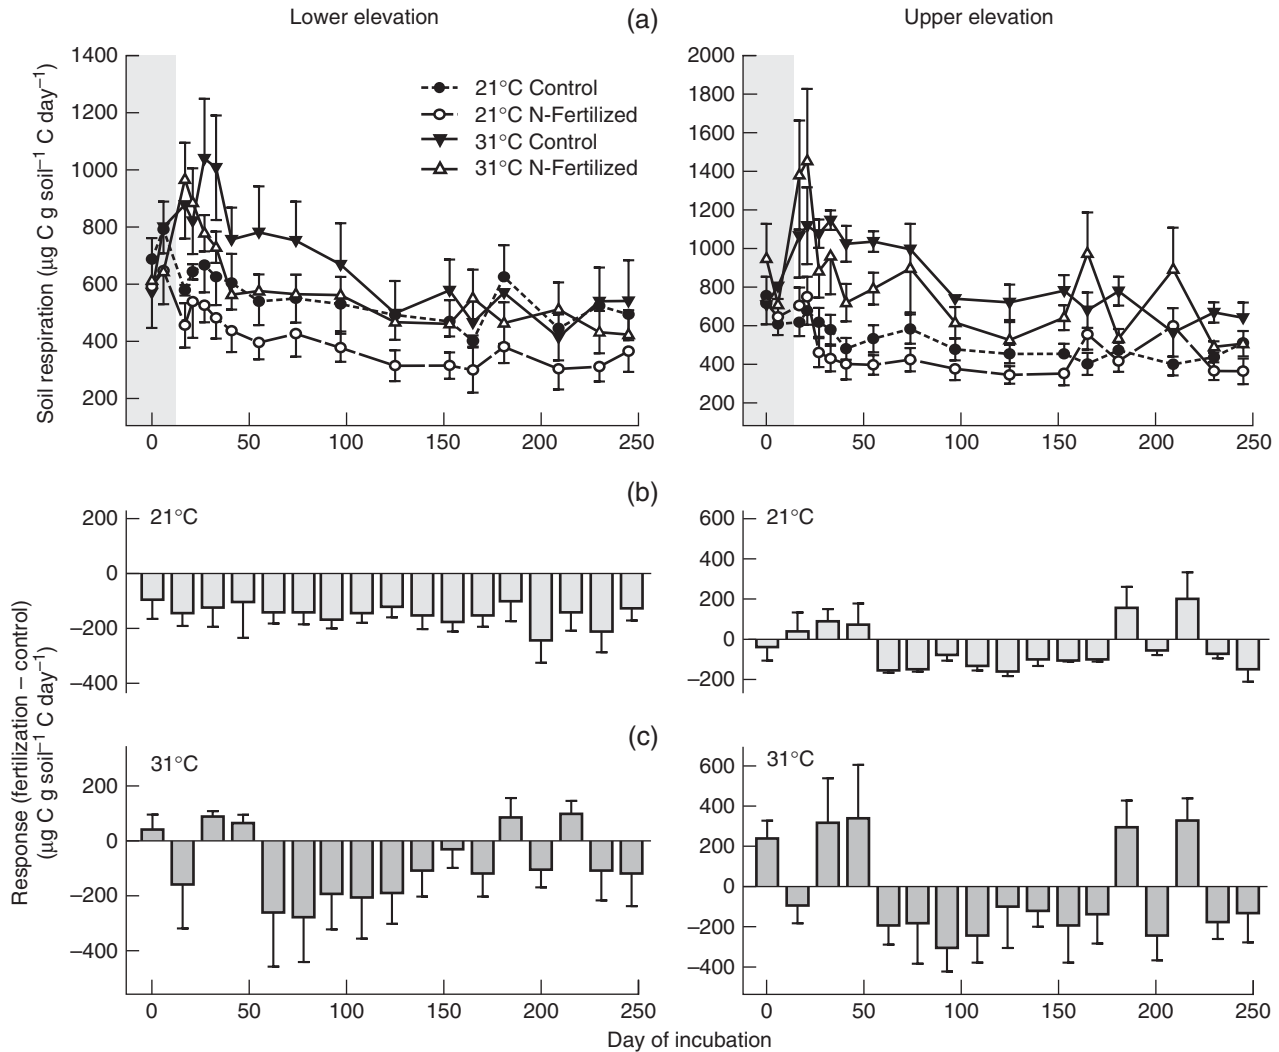 Lower elevation (a) Upper elevation
Soil respiration (µg C g soil⁻¹ C day⁻¹)
1400
1200
1000
800
600
400
200
21°C Control
21°C N-Fertilized
31°C Control
31°C N-Fertilized
0 50 100 150 200 250
2000
1800
1600
1400
1200
1000
800
600
400
200
0 50 100 150 200 250
(b)
Response (fertilization – control)
(µg C g soil⁻¹ C day⁻¹)
21°C
200
0
–200
–400
21°C
600
400
200
0
–200
(c)
31°C
200
0
–200
–400
0 50 100 150 200 250
31°C
600
400
200
0
–200
–400
0 50 100 150 200 250
Day of incubation